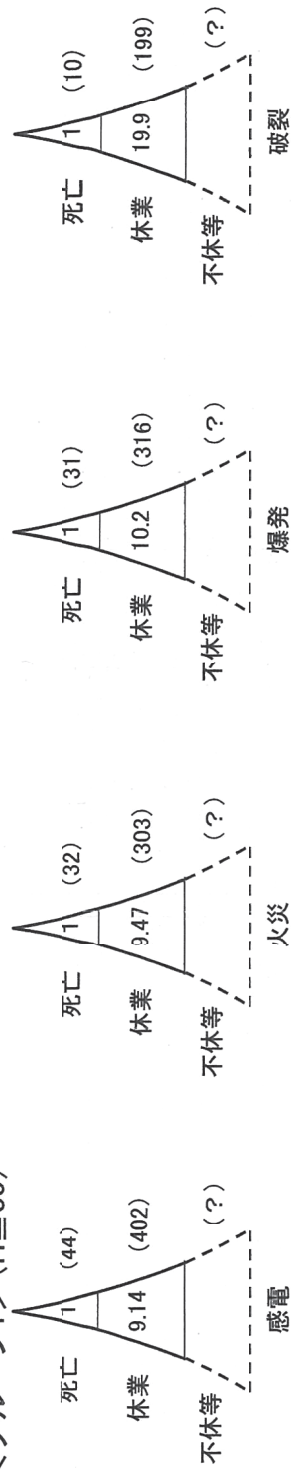 死亡 1 (44)
休業 9.14 (402)
不休等 (?)
感電
死亡 1 (32)
休業 9.47 (303)
不休等 (?)
火災
死亡 1 (31)
休業 10.2 (316)
不休等 (?)
爆発
死亡 1 (10)
休業 19.9 (199)
不休等 (?)
破裂